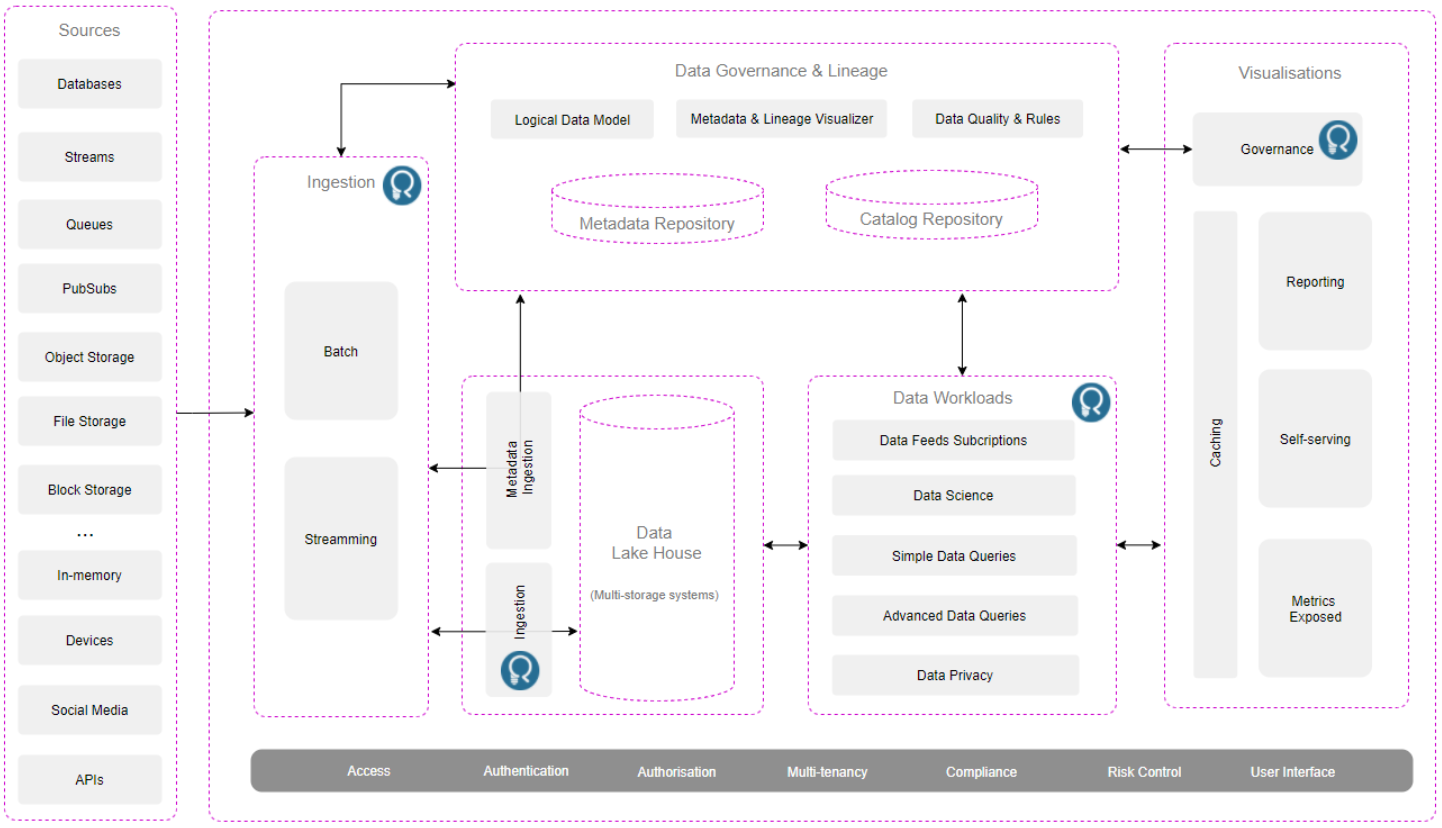 Sources
Databases
Streams
Queues
PubSubs
Object Storage
File Storage
Block Storage
...
In-memory
Devices
Social Media
APIs
Ingestion
Batch
Streamming
Data Governance & Lineage
Logical Data Model
Metadata & Lineage Visualizer
Data Quality & Rules
Metadata Repository
Catalog Repository
Metadata
Ingestion
Ingestion
Data
Lake House
(Multi-storage systems)
Data Workloads
Data Feeds Subcriptions
Data Science
Simple Data Queries
Advanced Data Queries
Data Privacy
Visualisations
Governance
Caching
Reporting
Self-serving
Metrics
Exposed
Access
Authentication
Authorisation
Multi-tenancy
Compliance
Risk Control
User Interface